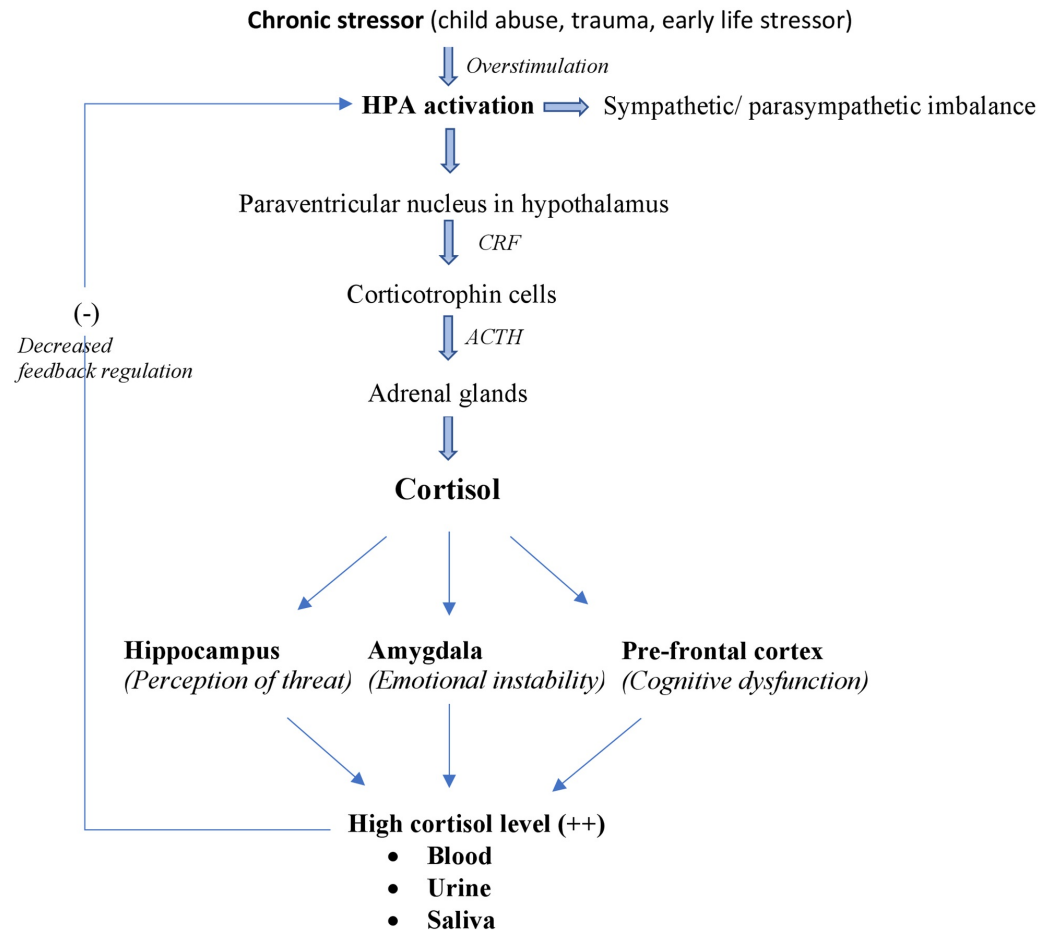 Chronic stressor (child abuse, trauma, early life stressor)
Overstimulation
HPA activation
Sympathetic/ parasympathetic imbalance
Paraventricular nucleus in hypothalamus
CRF
Corticotrophin cells
(-)
Decreased
feedback regulation
ACTH
Adrenal glands
Cortisol
Hippocampus
(Perception of threat)
Amygdala
(Emotional instability)
Pre-frontal cortex
(Cognitive dysfunction)
High cortisol level (++)
• Blood
• Urine
• Saliva